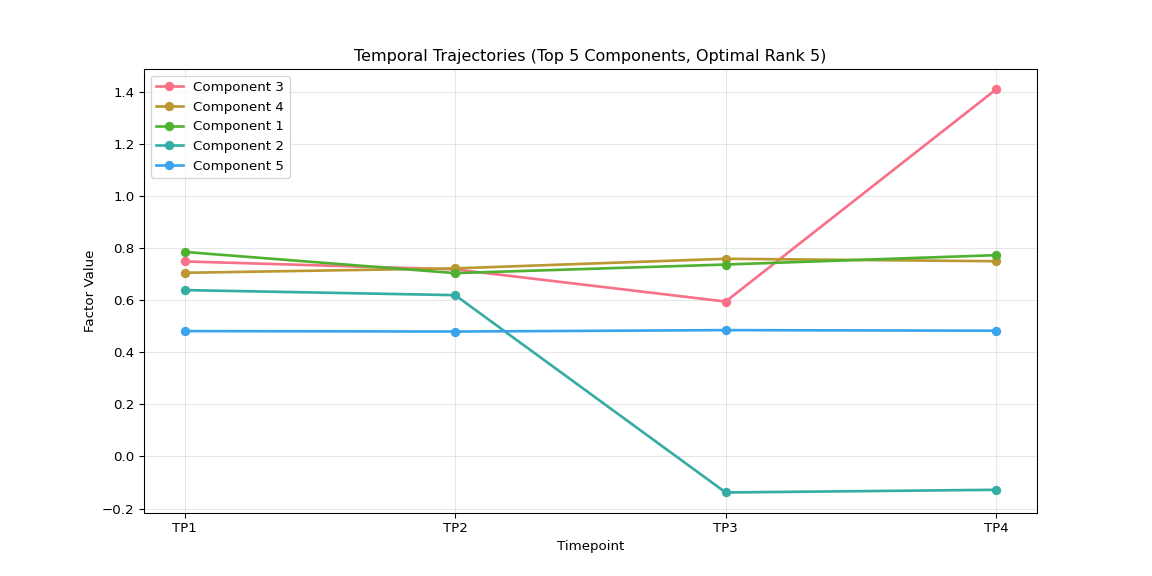 Temporal Trajectories (Top 5 Components, Optimal Rank 5)
Component 3
Component 4
Component 1
Component 2
Component 5
Factor Value
1.4
1.2
1.0
0.8
0.6
0.4
0.2
0.0
−0.2
TP1 TP2 TP3 TP4
Timepoint